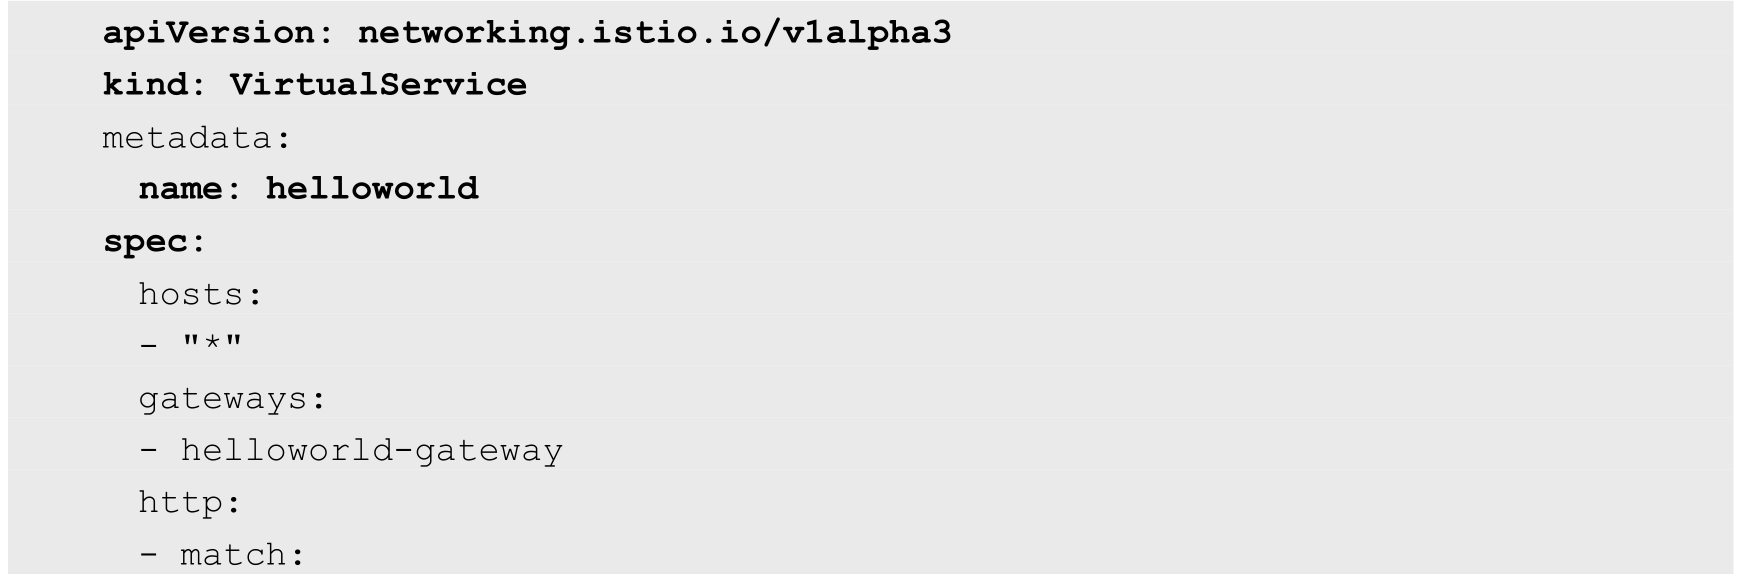 apiVersion: networking.istio.io/v1alpha3
kind: VirtualService
metadata:
  name: helloworld
spec:
  hosts:
  - "*"
  gateways:
  - helloworld-gateway
  http:
  - match: